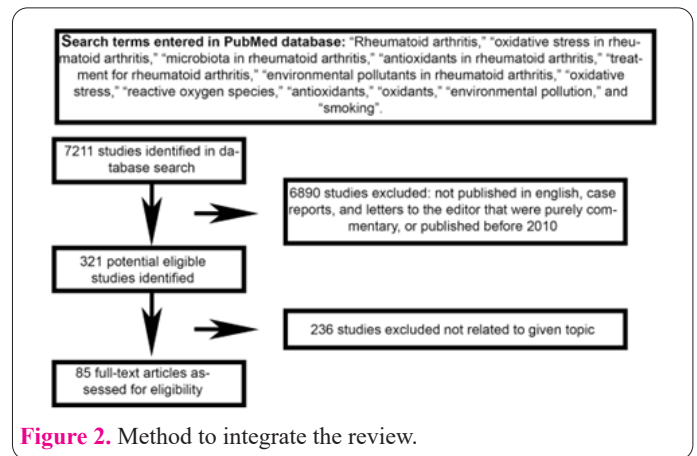 Search terms entered in PubMed database: “Rheumatoid arthritis,” “oxidative stress in rheu-
matoid arthritis,” “microbiota in rheumatoid arthritis,” “antioxidants in rheumatoid arthritis,” “treat-
ment for rheumatoid arthritis,” “environmental pollutants in rheumatoid arthritis,” “oxidative
stress,” “reactive oxygen species,” “antioxidants,” “oxidants,” “environmental pollution,” and
“smoking”.
7211 studies identified in da-
tabase search
6890 studies excluded: not published in english, case
reports, and letters to the editor that were purely com-
mentary, or published before 2010
321 potential eligible
studies identified
236 studies excluded not related to given topic
85 full-text articles as-
sessed for eligibility
Figure 2. Method to integrate the review.